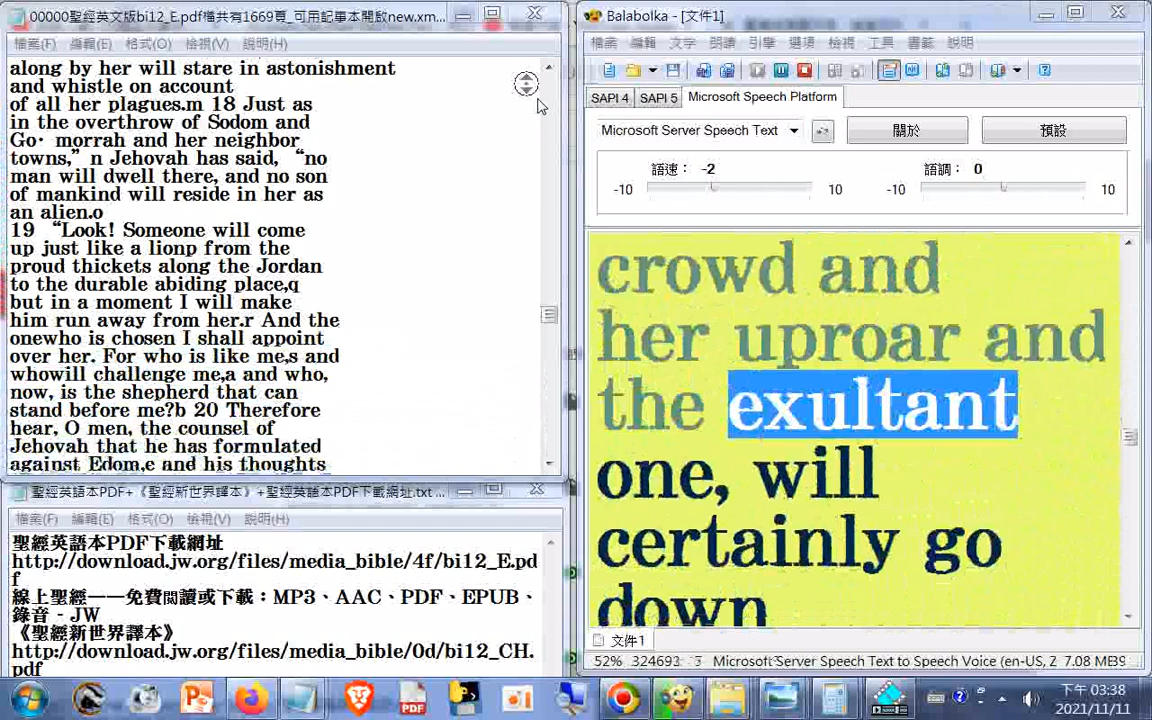 00000聖經英文版bi12_E.pdf檔共有1669頁_可用記事本開啟new.xm...
檔案(F) 編輯(E) 格式(O) 檢視(V) 說明(H)
along by her will stare in astonishment
and whistle on account
of all her plagues.m 18 Just as
in the overthrow of Sodom and
Go· morrah and her neighbor
towns,” n Jehovah has said, “no
man will dwell there, and no son
of mankind will reside in her as
an alien.o
19 “Look! Someone will come
up just like a lionp from the
proud thickets along the Jordan
to the durable abiding place,q
but in a moment I will make
him run away from her.r And the
onewho is chosen I shall appoint
over her. For who is like me,s and
whowill challenge me,a and who,
now, is the shepherd that can
stand before me?b 20 Therefore
hear, O men, the counsel of
Jehovah that he has formulated
against Edom,e and his thoughts
聖經英語本PDF+《聖經新世界譯本》+聖經英語本PDF下載網址.txt ...
檔案(F) 編輯(E) 格式(O) 檢視(V) 說明(H)
聖經英語本PDF下載網址
http://download.jw.org/files/media_bible/4f/bi12_E.pd
f
線上聖經——免費閱讀或下載：MP3、AAC、PDF、EPUB、
錄音 - JW
《聖經新世界譯本》
http://download.jw.org/files/media_bible/0d/bi12_CH.
pdf
Balabolka - [文件1]
檔案 編輯 文字 朗讀 引擎 選項 檢視 工具 書籤 說明
SAPI 4 SAPI 5 Microsoft Speech Platform
Microsoft Server Speech Text 關於 預設
語速： -2 語調： 0
-10 10 -10 10
crowd and
her uproar and
the exultant
one, will
certainly go
down
文件1
52% 324693 Microsoft Server Speech Text to Speech Voice (en-US, Z 7.08 MB
下午 03:38
2021/11/11